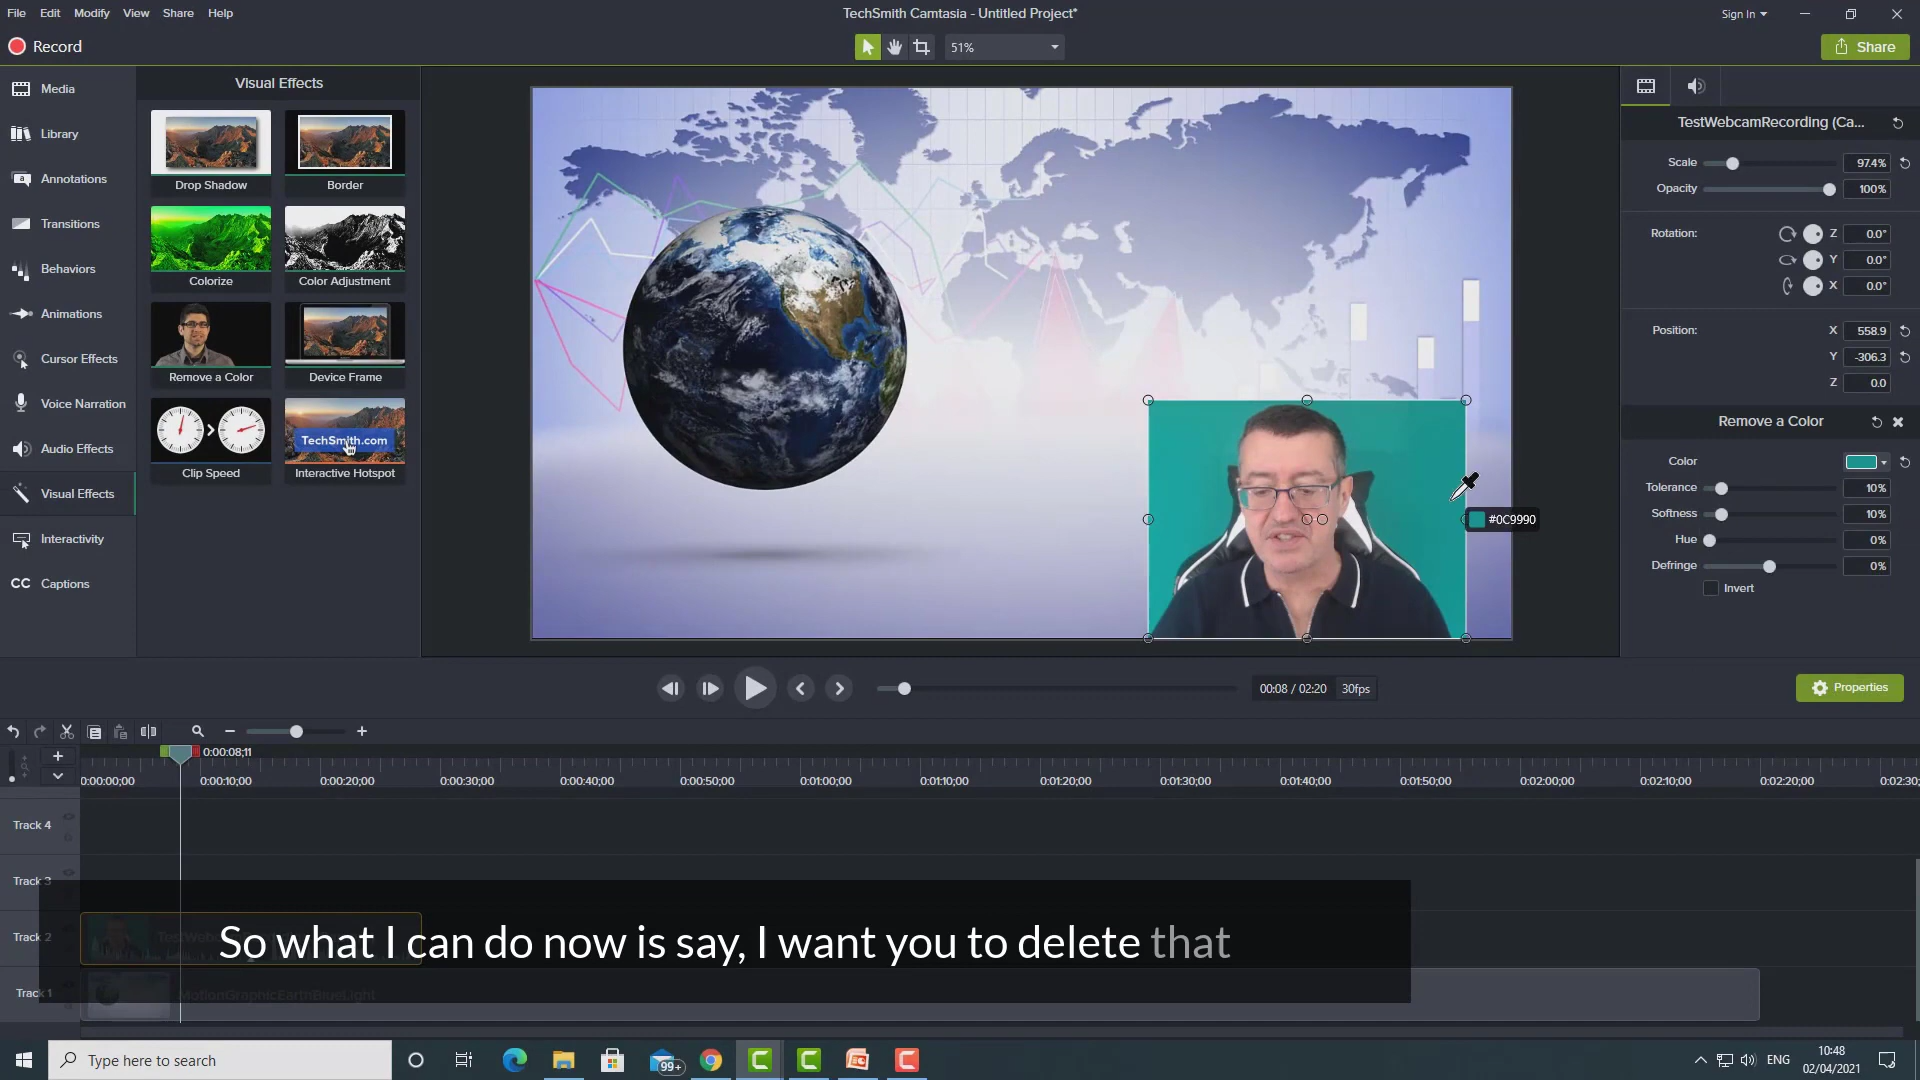 File Edit Modify View Share Help
TechSmith Camtasia - Untitled Project*
Sign In
Record
51%
Share
Media
Library
Annotations
Transitions
Behaviors
Animations
Cursor Effects
Voice Narration
Audio Effects
Visual Effects
Interactivity
CC Captions
Visual Effects
Drop Shadow
Border
Colorize
Color Adjustment
Remove a Color
Device Frame
TechSmith.com
Clip Speed
Interactive Hotspot
#0C9990
TestWebcamRecording (Ca...
Scale 97.4%
Opacity 100%
Rotation: Z 0.0°
Y 0.0°
X 0.0°
Position: X 558.9
Y -306.3
Z 0.0
Remove a Color
Color
Tolerance 10%
Softness 10%
Hue 0%
Defringe 0%
Invert
00:08 / 02:20 30fps
Properties
0:00:08;11
0:00:00;00 0:00:10;00 0:00:20;00 0:00:30;00 0:00:40;00 0:00:50;00 0:01:00;00 0:01:10;00 0:01:20;00 0:01:30;00 0:01:40;00 0:01:50;00 0:02:00;00 0:02:10;00 0:02:20;00 0:02:30;
Track 4
Track 3
Track 2
So what I can do now is say, I want you to delete that
Track 1
MotionGraphicEarthBlueLight
Type here to search
99+
ENG
10:48
02/04/2021